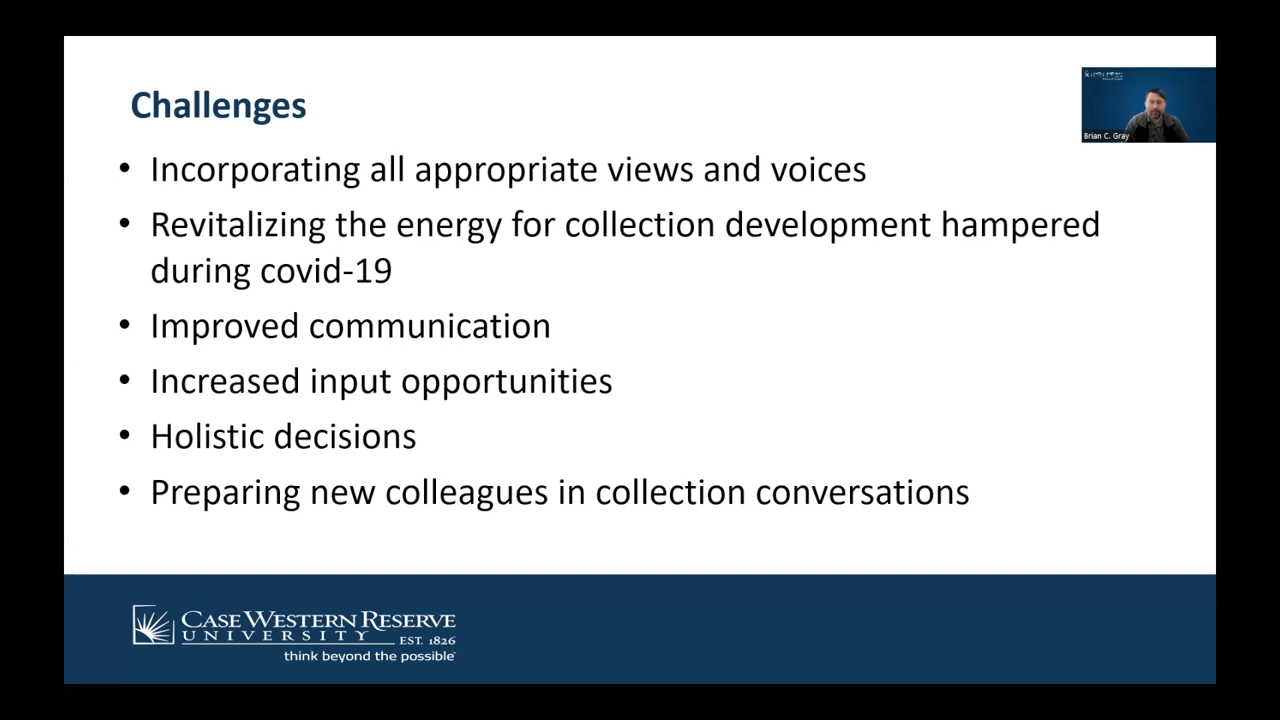 Challenges
• Incorporating all appropriate views and voices
• Revitalizing the energy for collection development hampered
during covid-19
• Improved communication
• Increased input opportunities
• Holistic decisions
• Preparing new colleagues in collection conversations
Brian C. Gray
CASE WESTERN RESERVE
UNIVERSITY EST. 1826
think beyond the possible